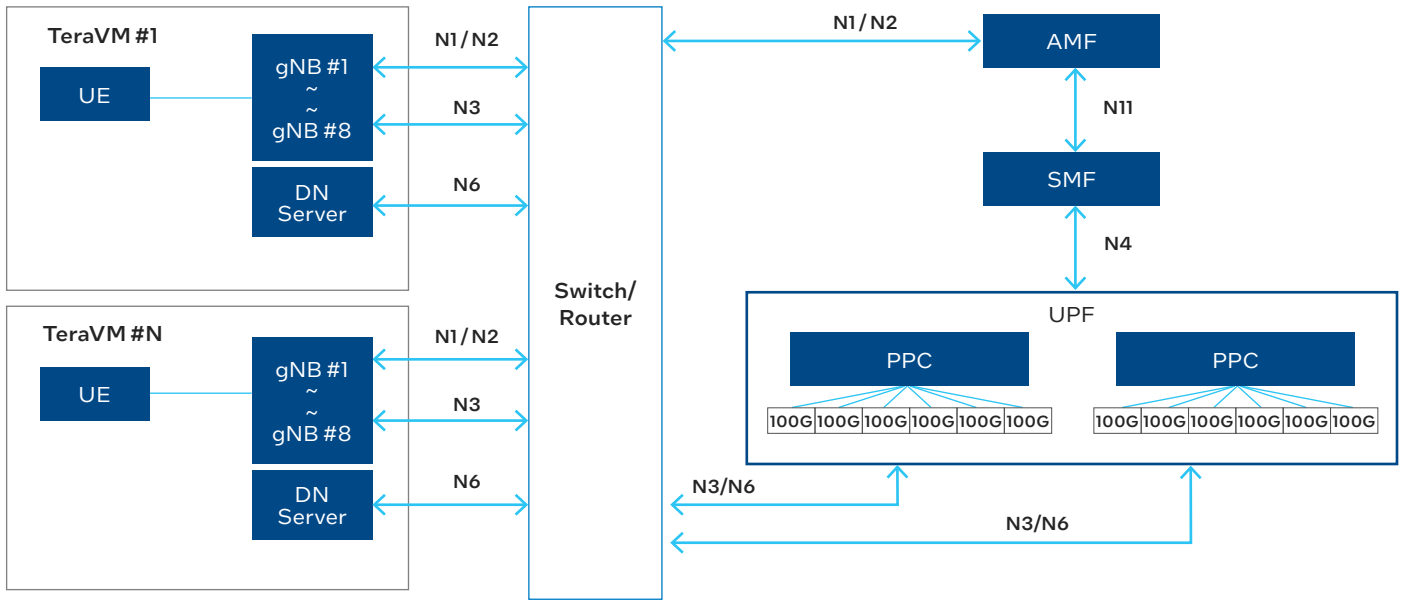 TeraVM #1
UE
gNB #1
~
~
gNB #8
DN
Server
N1/N2
N3
N6
TeraVM #N
UE
gNB #1
~
~
gNB #8
DN
Server
N1/N2
N3
N6
Switch/
Router
N1/N2
AMF
N11
SMF
N4
UPF
PPC
100G 100G 100G 100G 100G 100G
PPC
100G 100G 100G 100G 100G 100G
N3/N6
N3/N6